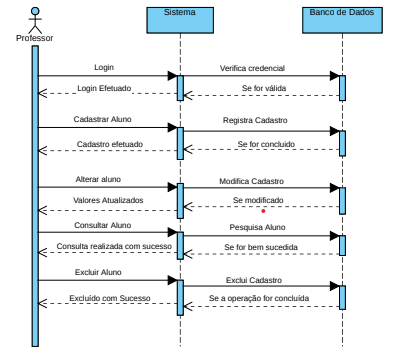 Sistema
Banco de Dados
Professor
Login
Verifica credencial
Login Efetuado
Se for válida
Cadastrar Aluno
Registra Cadastro
Cadastro efetuado
Se for concluido
Alterar aluno
Modifica Cadastro
Valores Atualizados
Se modificado
Consultar Aluno
Pesquisa Aluno
Consulta realizada com sucesso
Se for bem sucedida
Excluir Aluno
Exclui Cadastro
Excluído com Sucesso
Se a operação for concluída